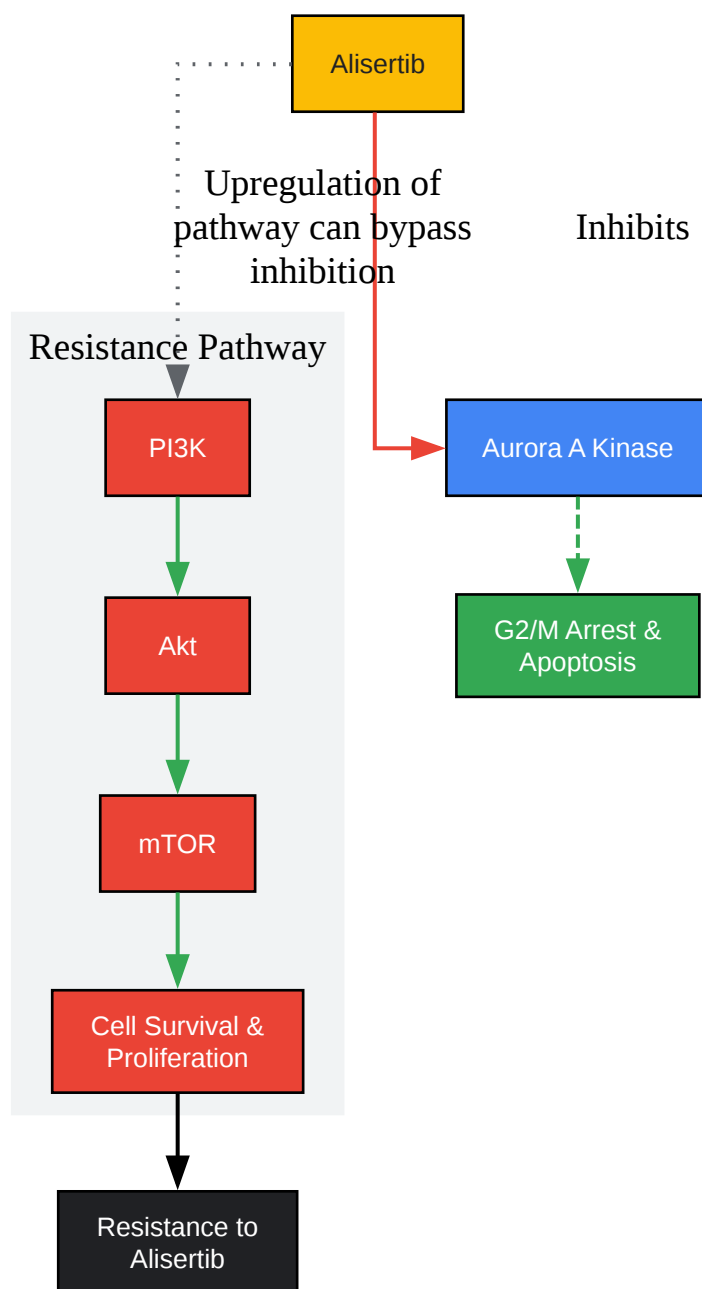 Alisertib
Upregulation of
pathway can bypass
inhibition
Inhibits
Resistance Pathway
PI3K
Aurora A Kinase
Akt
G2/M Arrest &
Apoptosis
mTOR
Cell Survival &
Proliferation
Resistance to
Alisertib